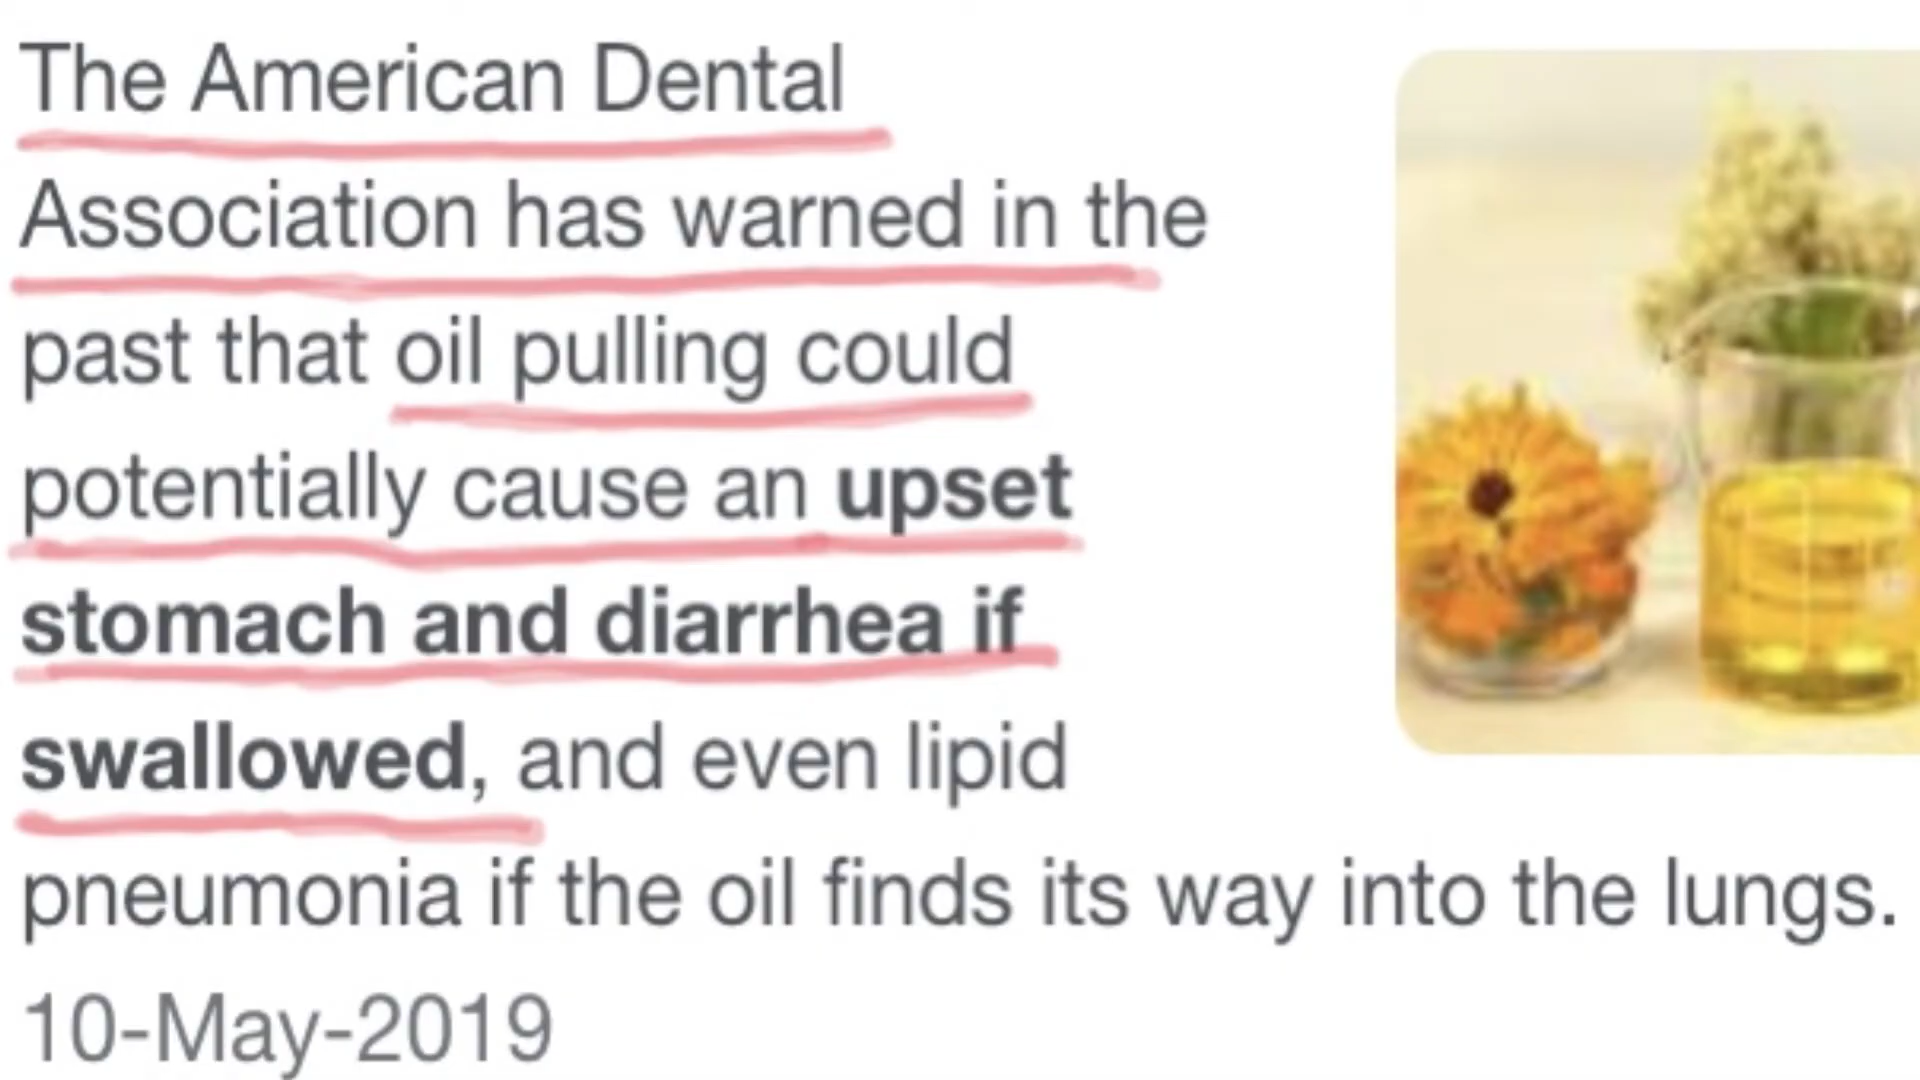 The American Dental
Association has warned in the
past that oil pulling could
potentially cause an upset
stomach and diarrhea if
swallowed, and even lipid
pneumonia if the oil finds its way into the lungs.
10-May-2019